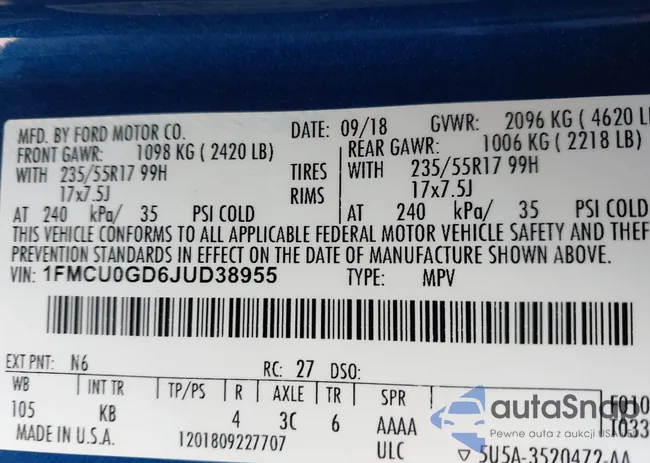 MFD. BY FORD MOTOR CO. DATE: 09/18 GVWR: 2096 KG ( 4620 L
FRONT GAWR: 1098 KG ( 2420 LB) REAR GAWR: 1006 KG ( 2218 LB)
WITH 235/55R17 99H TIRES WITH 235/55R17 99H
17x7.5J RIMS 17x7.5J
AT 240 kPa/ 35 PSI COLD AT 240 kPa/ 35 PSI COLD
THIS VEHICLE CONFORMS TO ALL APPLICABLE FEDERAL MOTOR VEHICLE SAFETY AND THEF
PREVENTION STANDARDS IN EFFECT ON THE DATE OF MANUFACTURE SHOWN ABOVE.
VIN: 1FMCU0GD6JUD38955 TYPE: MPV
EXT PNT: N6 RC: 27 DSO:
WB INT TR TP/PS R AXLE TR SPR
105 KB 4 3C 6 AAAA
MADE IN U.S.A. 1201809227707 ULC
autaSnap
Pewne auta z aukcji USA
5U5A-3520472-AA